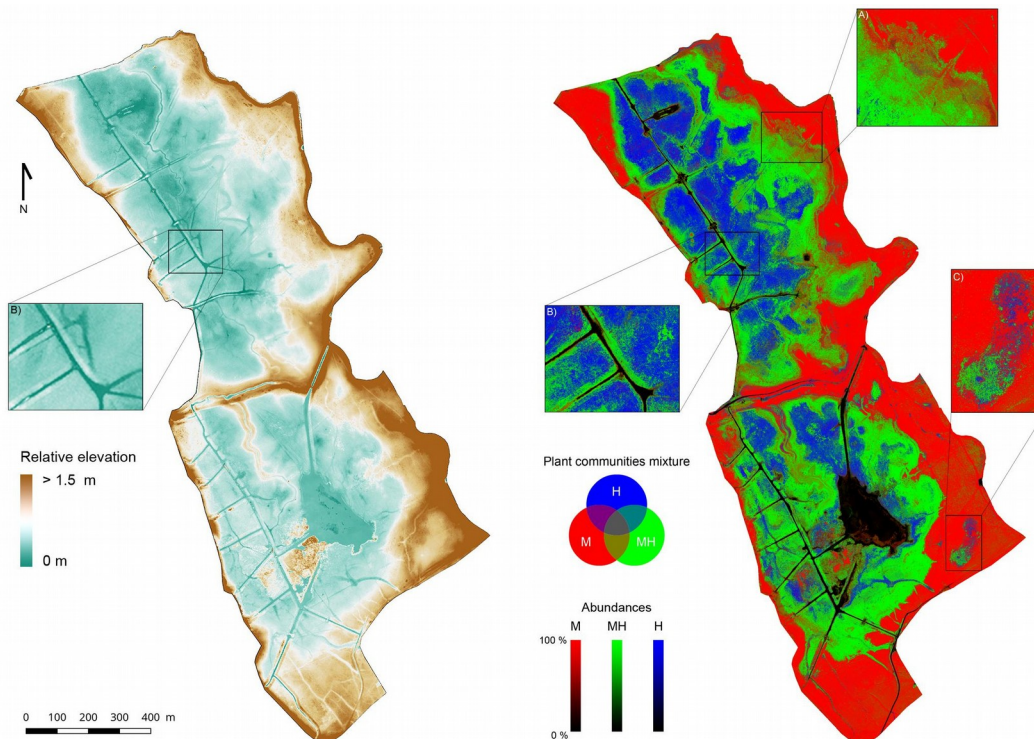 A)
N
B)
Relative elevation
> 1.5 m
0 m
0 100 200 300 400 m
C)
B)
Plant communities mixture
H
M MH
Abundances
M MH H
100 %
0 %